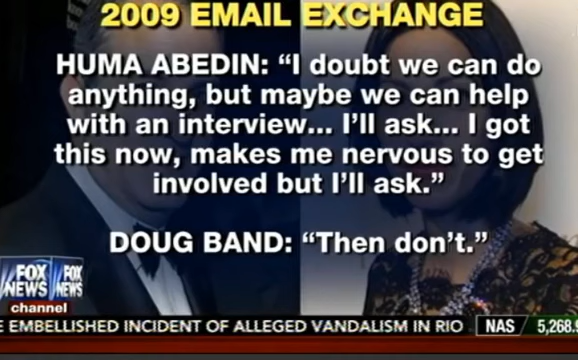 2009 EMAIL EXCHANGE
HUMA ABEDIN: “I doubt we can do
anything, but maybe we can help
with an interview... I’ll ask... I got
this now, makes me nervous to get
involved but I’ll ask.”
DOUG BAND: “Then don’t.”
FOX NEWS
FOX NEWS
channel
E EMBELLISHED INCIDENT OF ALLEGED VANDALISM IN RIO
NAS 5,268.9